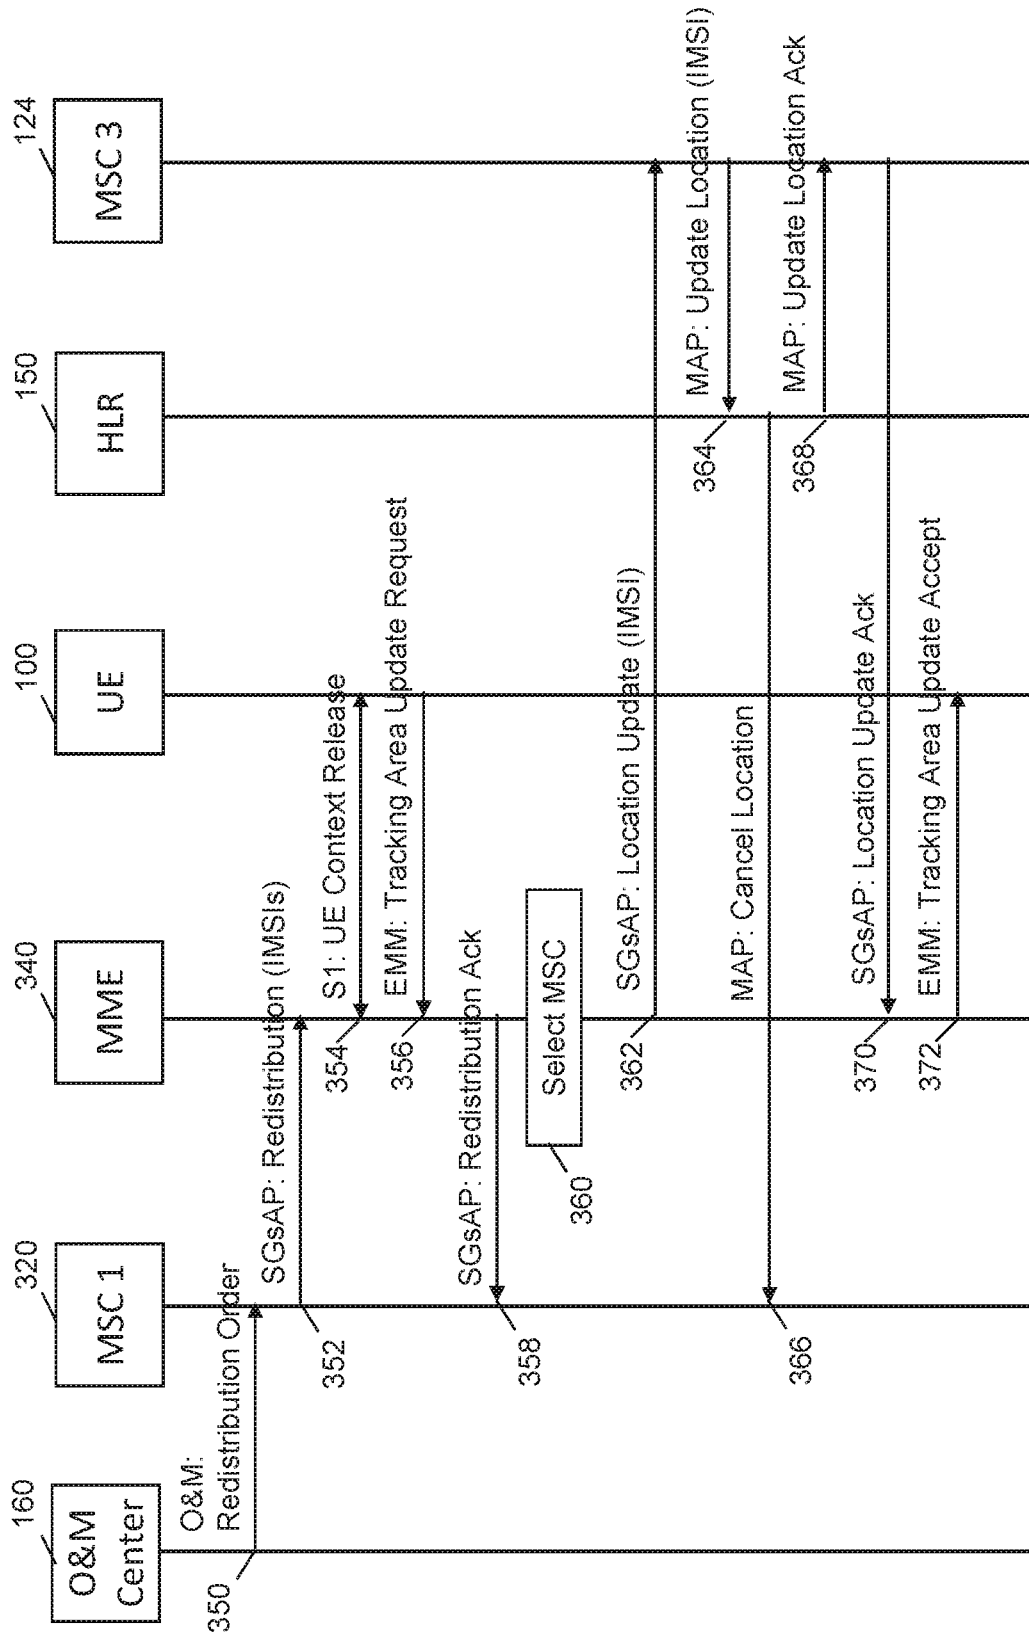 160
O&M
Center
320
MSC 1
340
MME
100
UE
150
HLR
124
MSC 3
O&M:
Redistribution Order
350
SGsAP: Redistribution (IMSIs)
352
S1: UE Context Release
354
EMM: Tracking Area Update Request
356
SGsAP: Redistribution Ack
358
Select MSC
360
SGsAP: Location Update (IMSI)
362
MAP: Update Location (IMSI)
364
MAP: Cancel Location
366
MAP: Update Location Ack
368
SGsAP: Location Update Ack
370
EMM: Tracking Area Update Accept
372